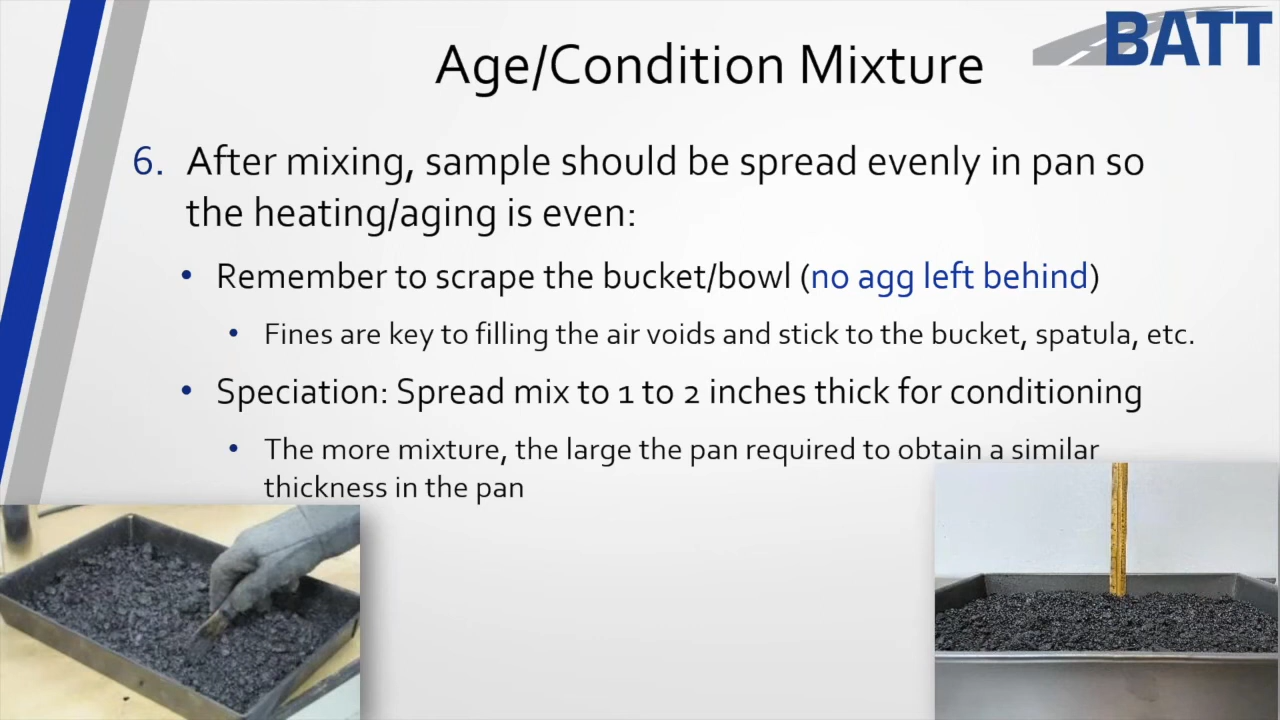 BATT
Age/Condition Mixture
6. After mixing, sample should be spread evenly in pan so
the heating/aging is even:
• Remember to scrape the bucket/bowl (no agg left behind)
• Fines are key to filling the air voids and stick to the bucket, spatula, etc.
• Speciation: Spread mix to 1 to 2 inches thick for conditioning
• The more mixture, the large the pan required to obtain a similar
thickness in the pan